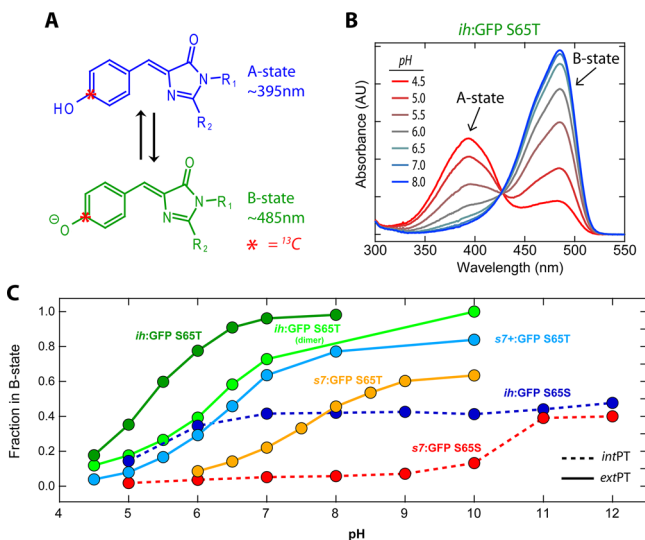 A
O
N-R1
N
R2
HO
*
A-state
~395nm
B-state
~485nm
O
N-R1
N
R2
⊖
O
*
* = ¹³C
B
ih:GFP S65T
pH
4.5
5.0
5.5
6.0
6.5
7.0
8.0
A-state
B-state
Absorbance (AU)
300 350 400 450 500 550
Wavelength (nm)
C
ih:GFP S65T
ih:GFP S65T
(dimer)
s7+:GFP S65T
s7:GFP S65T
ih:GFP S65S
s7:GFP S65S
intPT
extPT
Fraction in B-state
1.0
0.8
0.6
0.4
0.2
0.0
4 5 6 7 8 9 10 11 12
pH